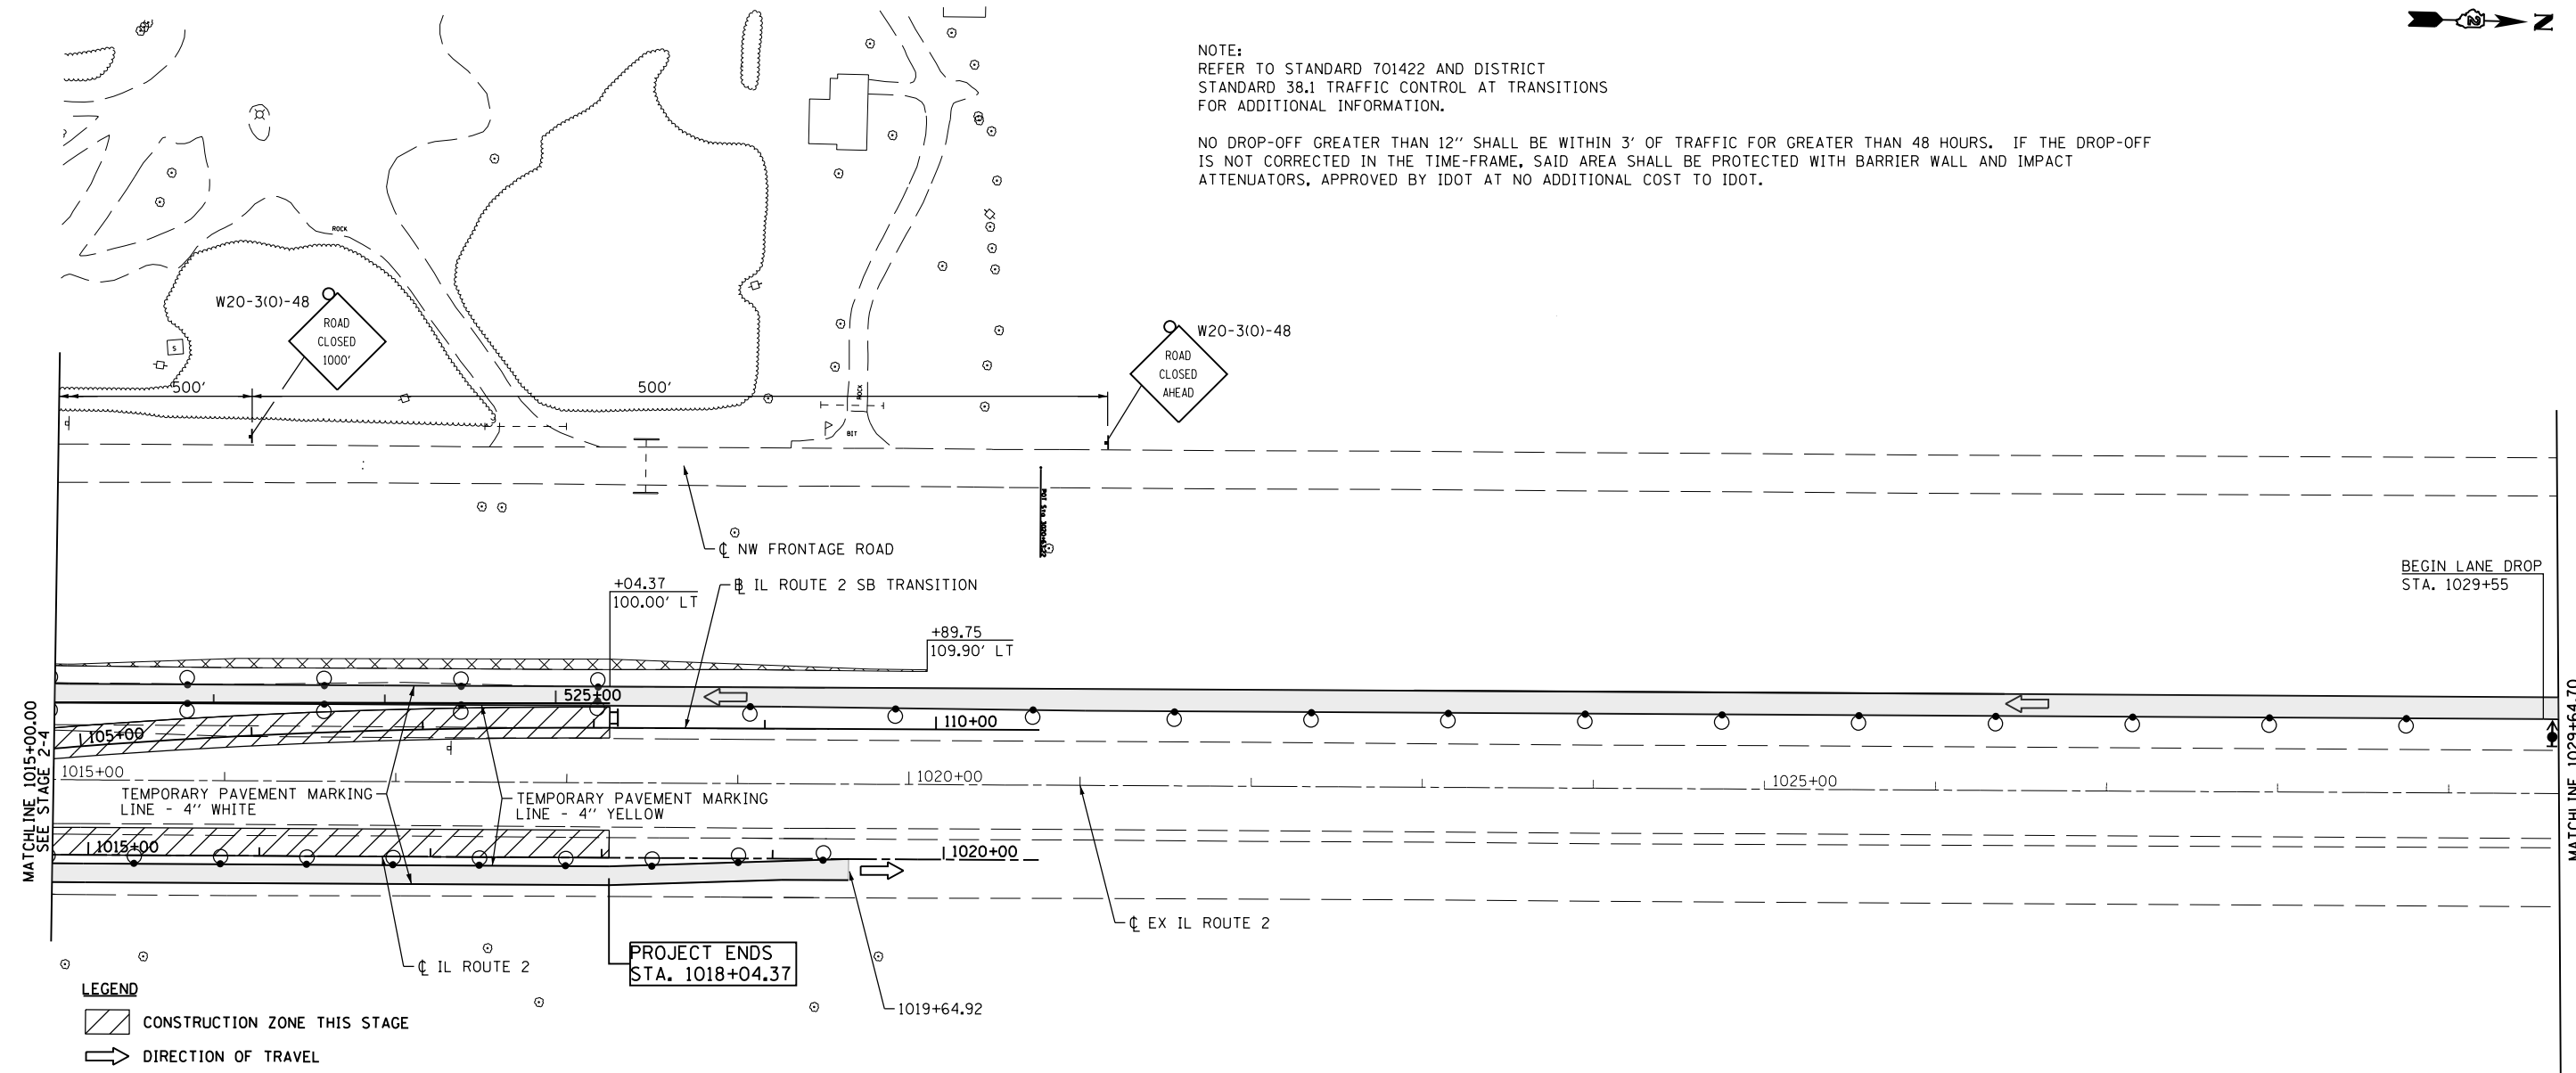 N
NOTE:
REFER TO STANDARD 701422 AND DISTRICT
STANDARD 38.1 TRAFFIC CONTROL AT TRANSITIONS
FOR ADDITIONAL INFORMATION.
NO DROP-OFF GREATER THAN 12'' SHALL BE WITHIN 3' OF TRAFFIC FOR GREATER THAN 48 HOURS. IF THE DROP-OFF
IS NOT CORRECTED IN THE TIME-FRAME, SAID AREA SHALL BE PROTECTED WITH BARRIER WALL AND IMPACT
ATTENUATORS, APPROVED BY IDOT AT NO ADDITIONAL COST TO IDOT.
ROCK
W20-3(O)-48
ROAD
CLOSED
1000'
W20-3(O)-48
ROAD
CLOSED
AHEAD
S
500'
500'
ROCK
BIT
℄ NW FRONTAGE ROAD
BEGIN LANE DROP
STA. 1029+55
+04.37
100.00' LT
IL ROUTE 2 SB TRANSITION
+89.75
109.90' LT
525+00
110+00
105+00
1015+00
1020+00
1025+00
TEMPORARY PAVEMENT MARKING
LINE - 4'' WHITE
TEMPORARY PAVEMENT MARKING
LINE - 4'' YELLOW
MATCHLINE 1015+00.00
SEE STAGE 2-4
MATCHLINE 1029+64.70
1015+00
1020+00
℄ EX IL ROUTE 2
PROJECT ENDS
STA. 1018+04.37
℄ IL ROUTE 2
1019+64.92
LEGEND
CONSTRUCTION ZONE THIS STAGE
DIRECTION OF TRAVEL